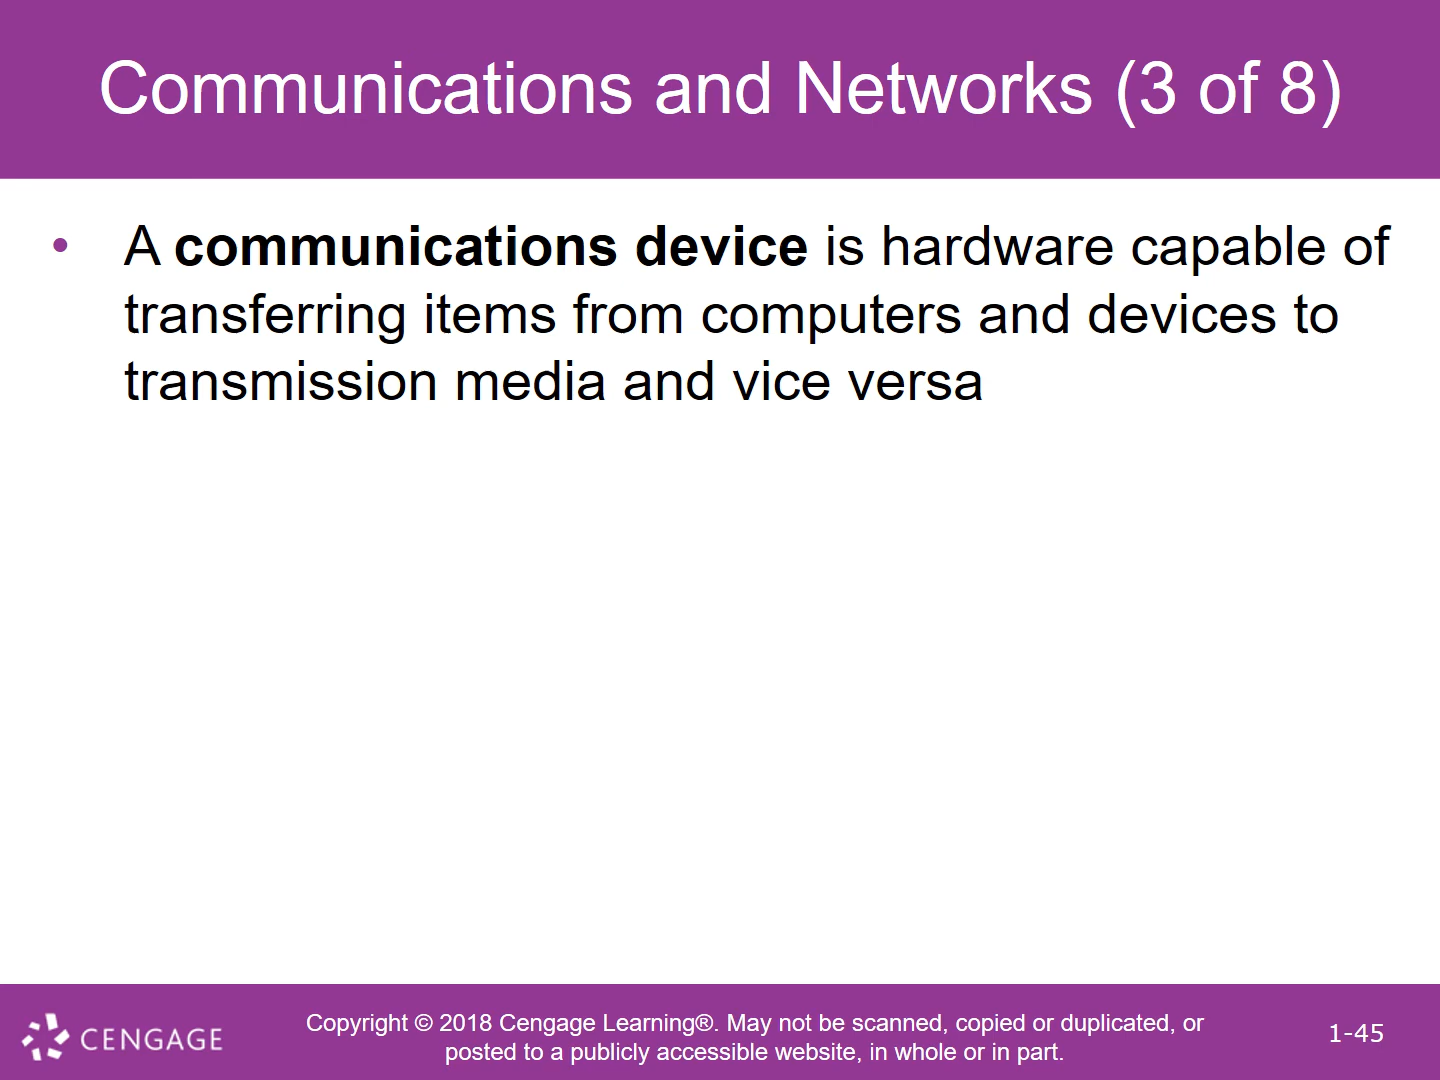 Communications and Networks (3 of 8)
• A communications device is hardware capable of
transferring items from computers and devices to
transmission media and vice versa
CENGAGE
Copyright © 2018 Cengage Learning®. May not be scanned, copied or duplicated, or
posted to a publicly accessible website, in whole or in part.
1-45